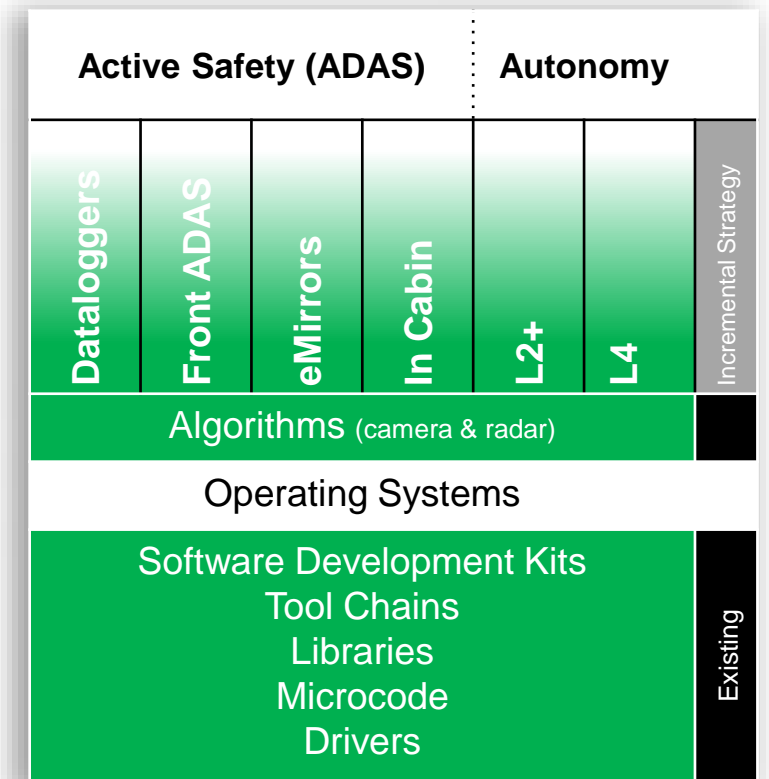 Active Safety (ADAS)
Autonomy
Dataloggers
Front ADAS
eMirrors
In Cabin
L2+
L4
Incremental Strategy
Algorithms (camera & radar)
Operating Systems
Software Development Kits
Tool Chains
Libraries
Microcode
Drivers
Existing